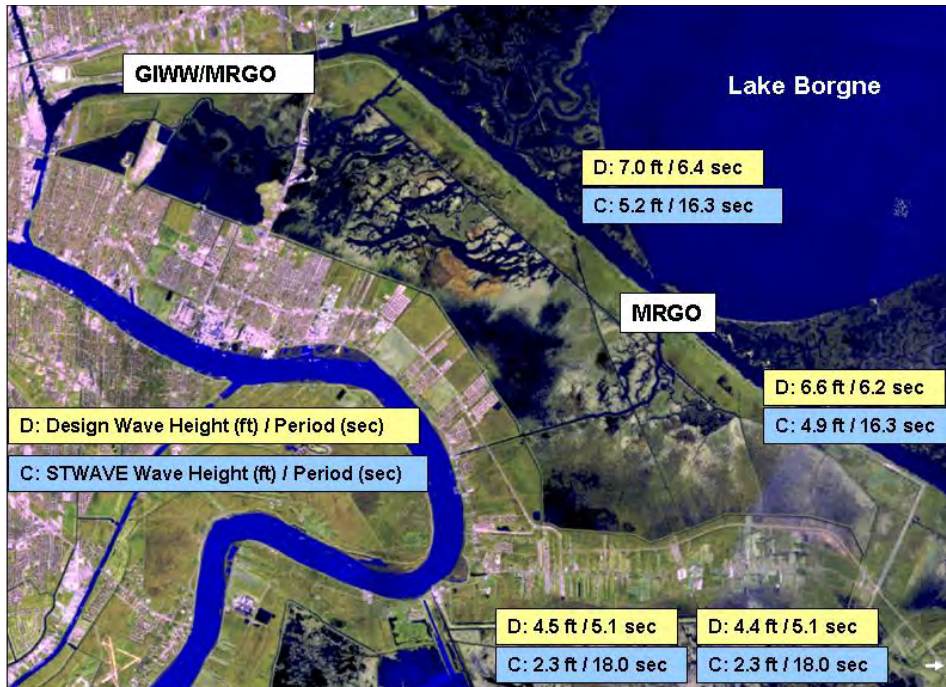 GIWW/MRGO
Lake Borgne
D: 7.0 ft / 6.4 sec
C: 5.2 ft / 16.3 sec
MRGO
D: 6.6 ft / 6.2 sec
C: 4.9 ft / 16.3 sec
D: Design Wave Height (ft) / Period (sec)
C: STWAVE Wave Height (ft) / Period (sec)
D: 4.5 ft / 5.1 sec
D: 4.4 ft / 5.1 sec
C: 2.3 ft / 18.0 sec
C: 2.3 ft / 18.0 sec